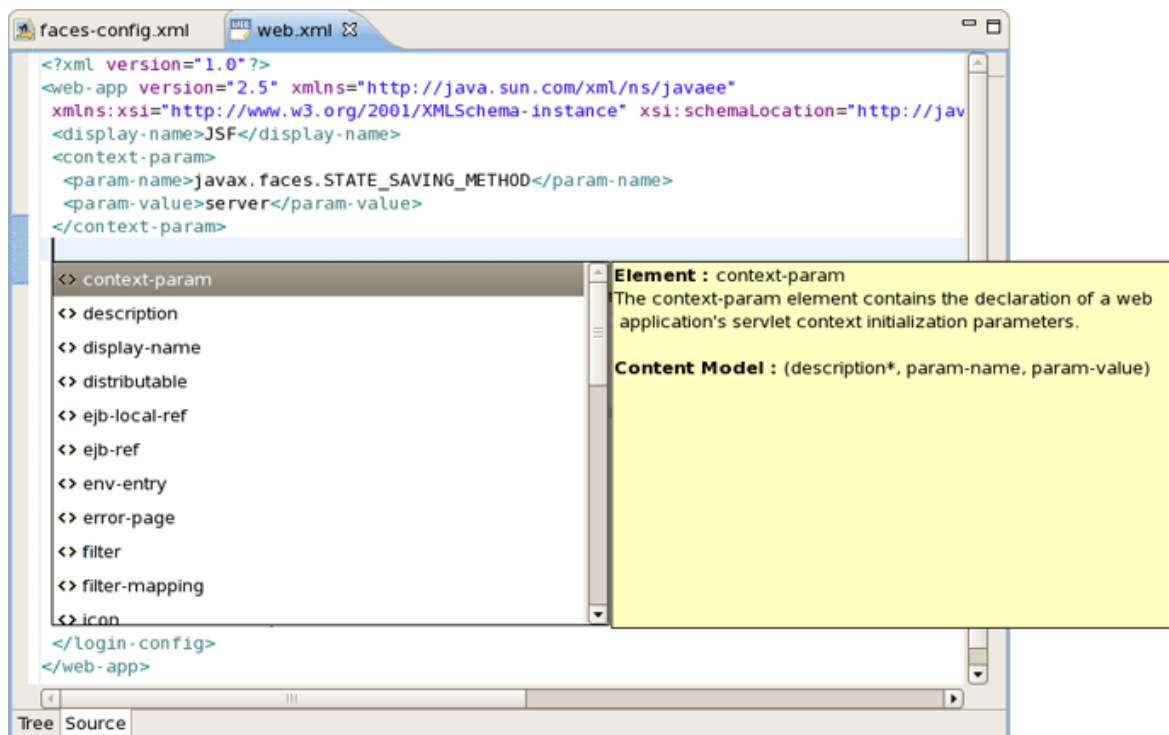 faces-config.xml web.xml
<?xml version="1.0"?>
<web-app version="2.5" xmlns="http://java.sun.com/xml/ns/javaee"
xmlns:xsi="http://www.w3.org/2001/XMLSchema-instance" xsi:schemaLocation="http://jav
<display-name>JSF</display-name>
<context-param>
<param-name>javax.faces.STATE_SAVING_METHOD</param-name>
<param-value>server</param-value>
</context-param>
<> context-param
<> description
<> display-name
<> distributable
<> ejb-local-ref
<> ejb-ref
<> env-entry
<> error-page
<> filter
<> filter-mapping
<> icon
Element : context-param
The context-param element contains the declaration of a web
application's servlet context initialization parameters.
Content Model : (description*, param-name, param-value)
</login-config>
</web-app>
Tree Source